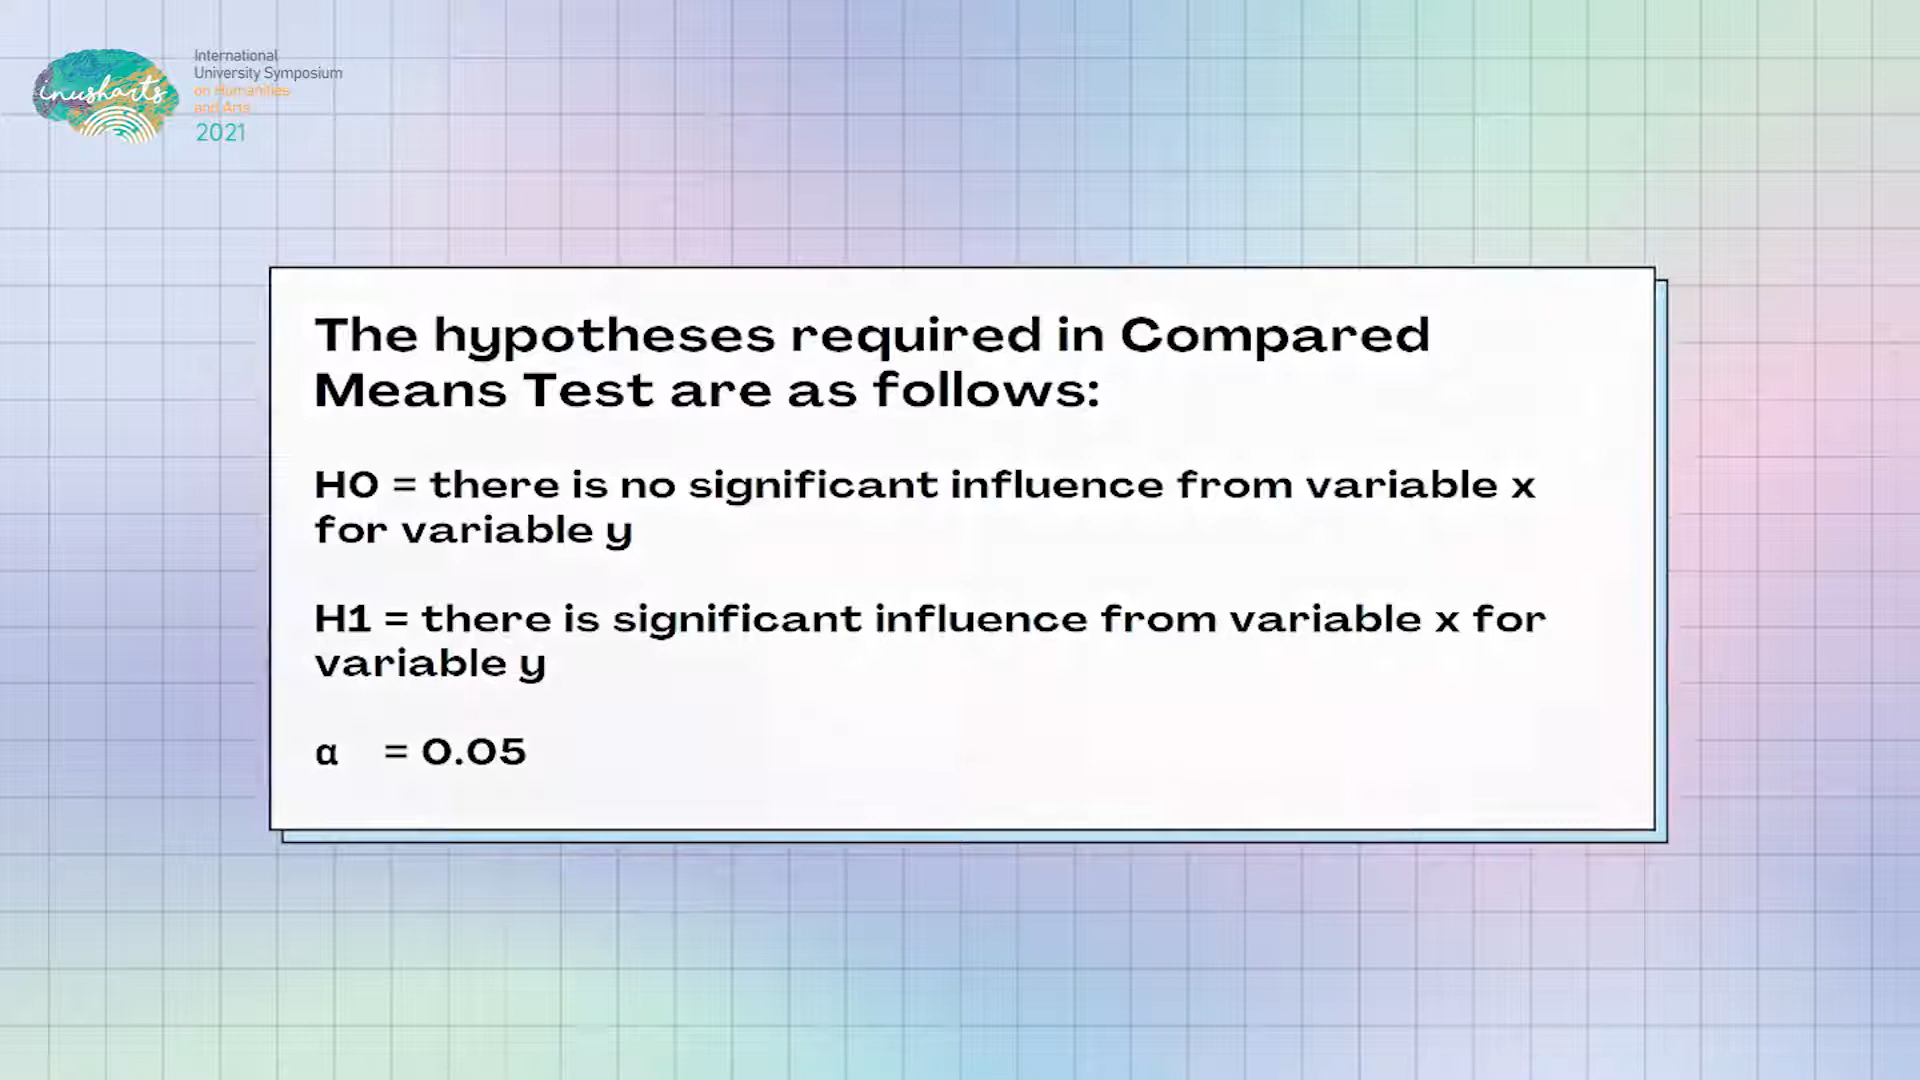 inusharts
International
University Symposium
on Humanities
and Arts
2021
The hypotheses required in Compared
Means Test are as follows:
H0 = there is no significant influence from variable x
for variable y
H1 = there is significant influence from variable x for
variable y
α = 0.05